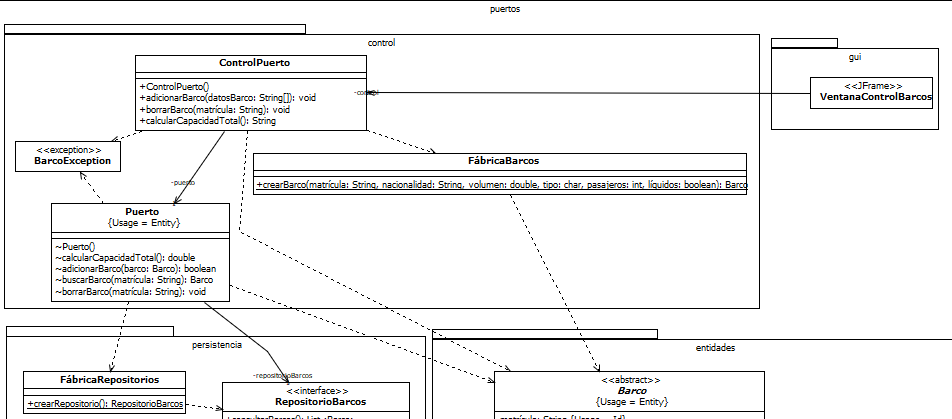 puertos
control
ControlPuerto
+ControlPuerto()
+adicionarBarco(datosBarco: String[]): void
+borrarBarco(matrícula: String): void
+calcularCapacidadTotal(): String
-control
gui
<<JFrame>>
VentanaControlBarcos
<<exception>>
BarcoException
FábricaBarcos
+crearBarco(matrícula: String, nacionalidad: String, volumen: double, tipo: char, pasajeros: int, líquidos: boolean): Barco
-puerto
Puerto
{Usage = Entity}
~Puerto()
~calcularCapacidadTotal(): double
~adicionarBarco(barco: Barco): boolean
~buscarBarco(matrícula: String): Barco
~borrarBarco(matrícula: String): void
persistencia
entidades
FábricaRepositorios
+crearRepositorio(): RepositorioBarcos
-repositorioBarcos
<<interface>>
RepositorioBarcos
<<abstract>>
Barco
{Usage = Entity}